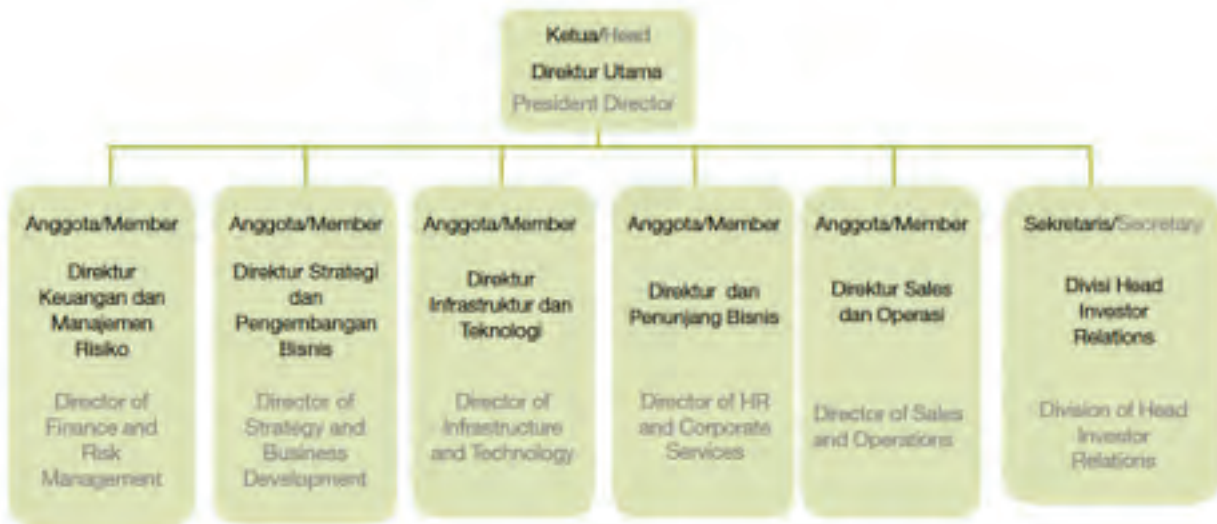 Ketua/Head
Direktur Utama
President Director
Anggota/Member
Direktur
Keuangan dan
Manajemen
Risiko
Director of
Finance and
Risk
Management
Anggota/Member
Direktur Strategi
dan
Pengembangan
Bisnis
Director of
Strategy and
Business
Development
Anggota/Member
Direktur
Infrastruktur dan
Teknologi
Director of
Infrastructure
and Technology
Anggota/Member
Direktur dan
Penunjang Bisnis
Director of HR
and Corporate
Services
Anggota/Member
Direktur Sales
dan Operasi
Director of Sales
and Operations
Sekretaris/Secretary
Divisi Head
Investor
Relations
Division of Head
Investor
Relations